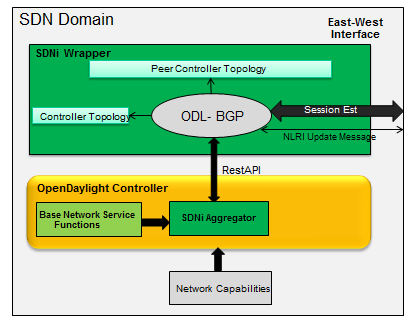 SDN Domain
East-West
Interface
SDNi Wrapper
Peer Controller Topology
Controller Topology
ODL- BGP
Session Est
NLRI Update Message
RestAPI
OpenDaylight Controller
Base Network Service
Functions
SDNi Aggregator
Network Capabilities